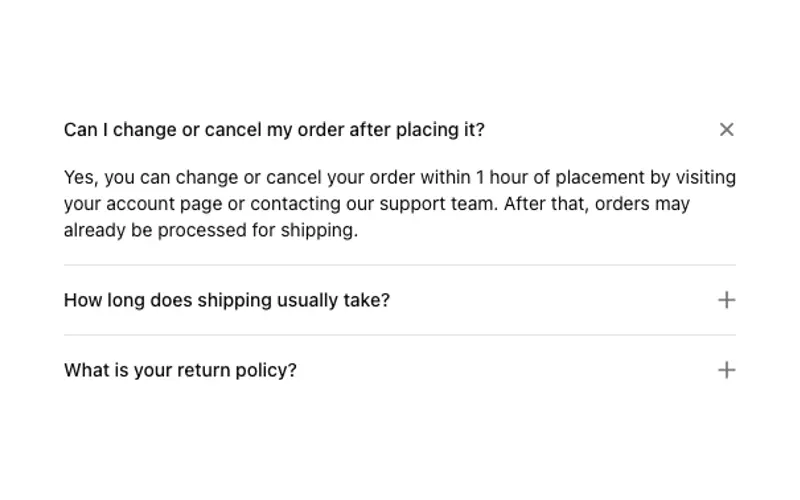 Can I change or cancel my order after placing it?
Yes, you can change or cancel your order within 1 hour of placement by visiting
your account page or contacting our support team. After that, orders may
already be processed for shipping.
How long does shipping usually take?
What is your return policy?